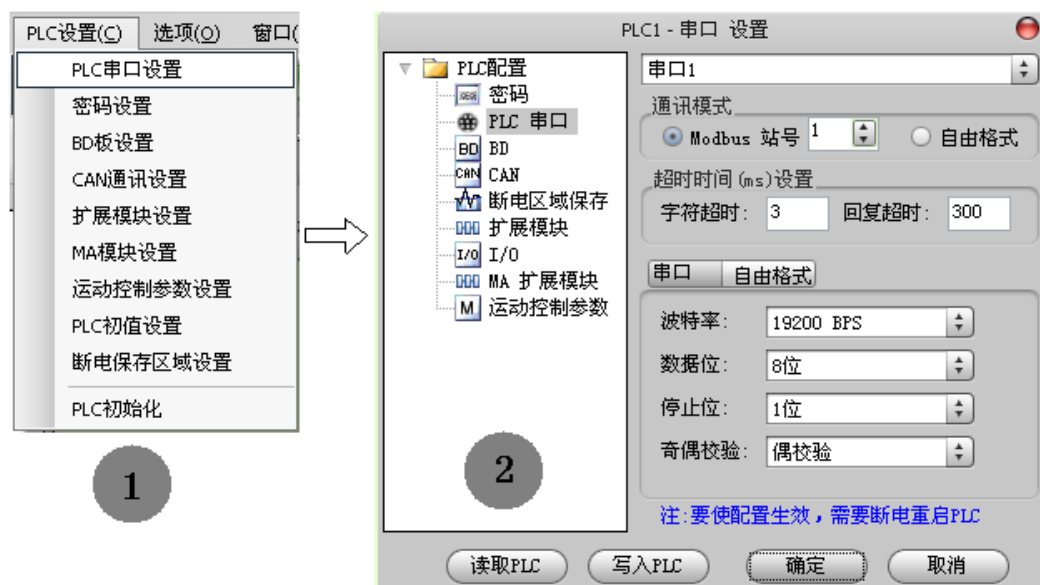 PLC设置(C) 选项(O) 窗口(
PLC串口设置
密码设置
BD板设置
CAN通讯设置
扩展模块设置
MA模块设置
运动控制参数设置
PLC初值设置
断电保存区域设置
PLC初始化
1
PLC1 - 串口 设置
PLC配置
密码
PLC 串口
BD BD
CAN CAN
断电区域保存
扩展模块
I/O I/O
MA 扩展模块
M 运动控制参数
2
串口1
通讯模式
Modbus 站号 1 自由格式
超时时间(ms)设置
字符超时: 3 回复超时: 300
串口 自由格式
波特率: 19200 BPS
数据位: 8位
停止位: 1位
奇偶校验: 偶校验
注:要使配置生效，需要断电重启PLC
读取PLC 写入PLC 确定 取消